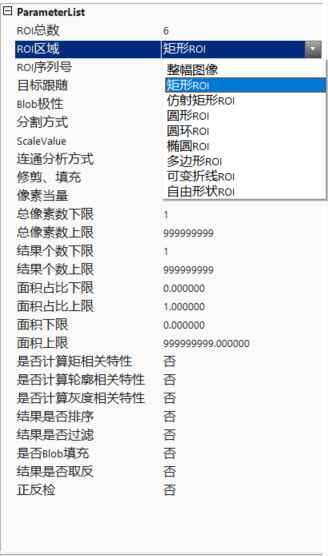 ParameterList
ROI总数 6
ROI区域 矩形ROI
ROI序列号 整幅图像
目标跟随 矩形ROI
Blob极性 仿射矩形ROI
分割方式 圆形ROI
ScaleValue 圆环ROI
连通分析方式 椭圆ROI
修剪、填充 多边形ROI
像素当量 可变折线ROI
自由形状ROI
总像素数下限 1
总像素数上限 999999999
结果个数下限 1
结果个数上限 999999999
面积占比下限 0.000000
面积占比上限 1.000000
面积下限 0.000000
面积上限 999999999.000000
是否计算矩相关特性 否
是否计算轮廓相关特性 否
是否计算灰度相关特性 否
结果是否排序 否
结果是否过滤 否
是否Blob填充 否
结果是否取反 否
正反检 否